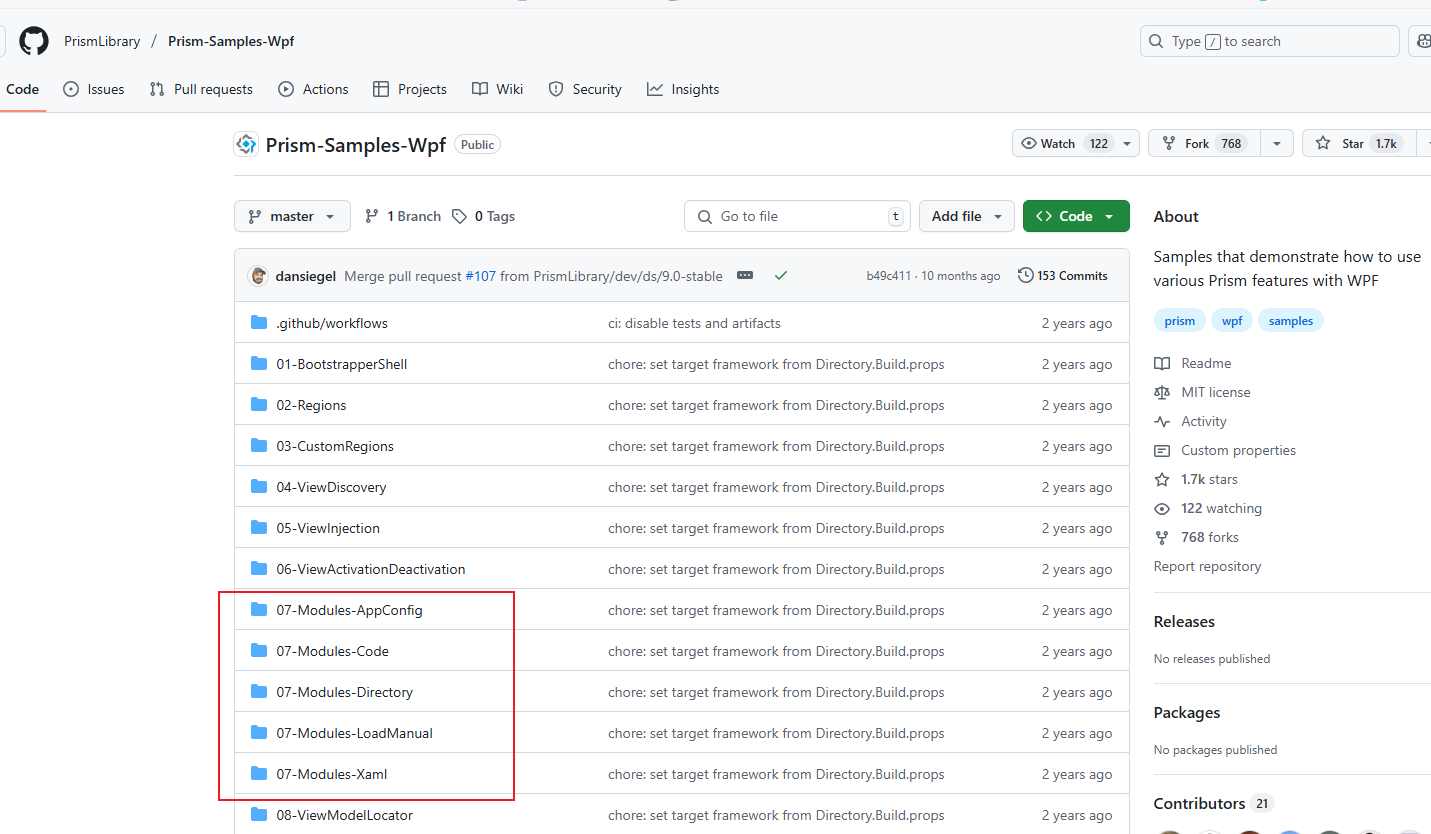 PrismLibrary / Prism-Samples-Wpf
Type / to search
Code Issues Pull requests Actions Projects Wiki Security Insights
Prism-Samples-Wpf Public
Watch 122 Fork 768 Star 1.7k
master 1 Branch 0 Tags Go to file t Add file Code
dansiegel Merge pull request #107 from PrismLibrary/dev/ds/9.0-stable b49c411 · 10 months ago 153 Commits
.github/workflows ci: disable tests and artifacts 2 years ago
01-BootstrapperShell chore: set target framework from Directory.Build.props 2 years ago
02-Regions chore: set target framework from Directory.Build.props 2 years ago
03-CustomRegions chore: set target framework from Directory.Build.props 2 years ago
04-ViewDiscovery chore: set target framework from Directory.Build.props 2 years ago
05-ViewInjection chore: set target framework from Directory.Build.props 2 years ago
06-ViewActivationDeactivation chore: set target framework from Directory.Build.props 2 years ago
07-Modules-AppConfig chore: set target framework from Directory.Build.props 2 years ago
07-Modules-Code chore: set target framework from Directory.Build.props 2 years ago
07-Modules-Directory chore: set target framework from Directory.Build.props 2 years ago
07-Modules-LoadManual chore: set target framework from Directory.Build.props 2 years ago
07-Modules-Xaml chore: set target framework from Directory.Build.props 2 years ago
08-ViewModelLocator chore: set target framework from Directory.Build.props 2 years ago
About
Samples that demonstrate how to use
various Prism features with WPF
prism wpf samples
Readme
MIT license
Activity
Custom properties
1.7k stars
122 watching
768 forks
Report repository
Releases
No releases published
Packages
No packages published
Contributors 21